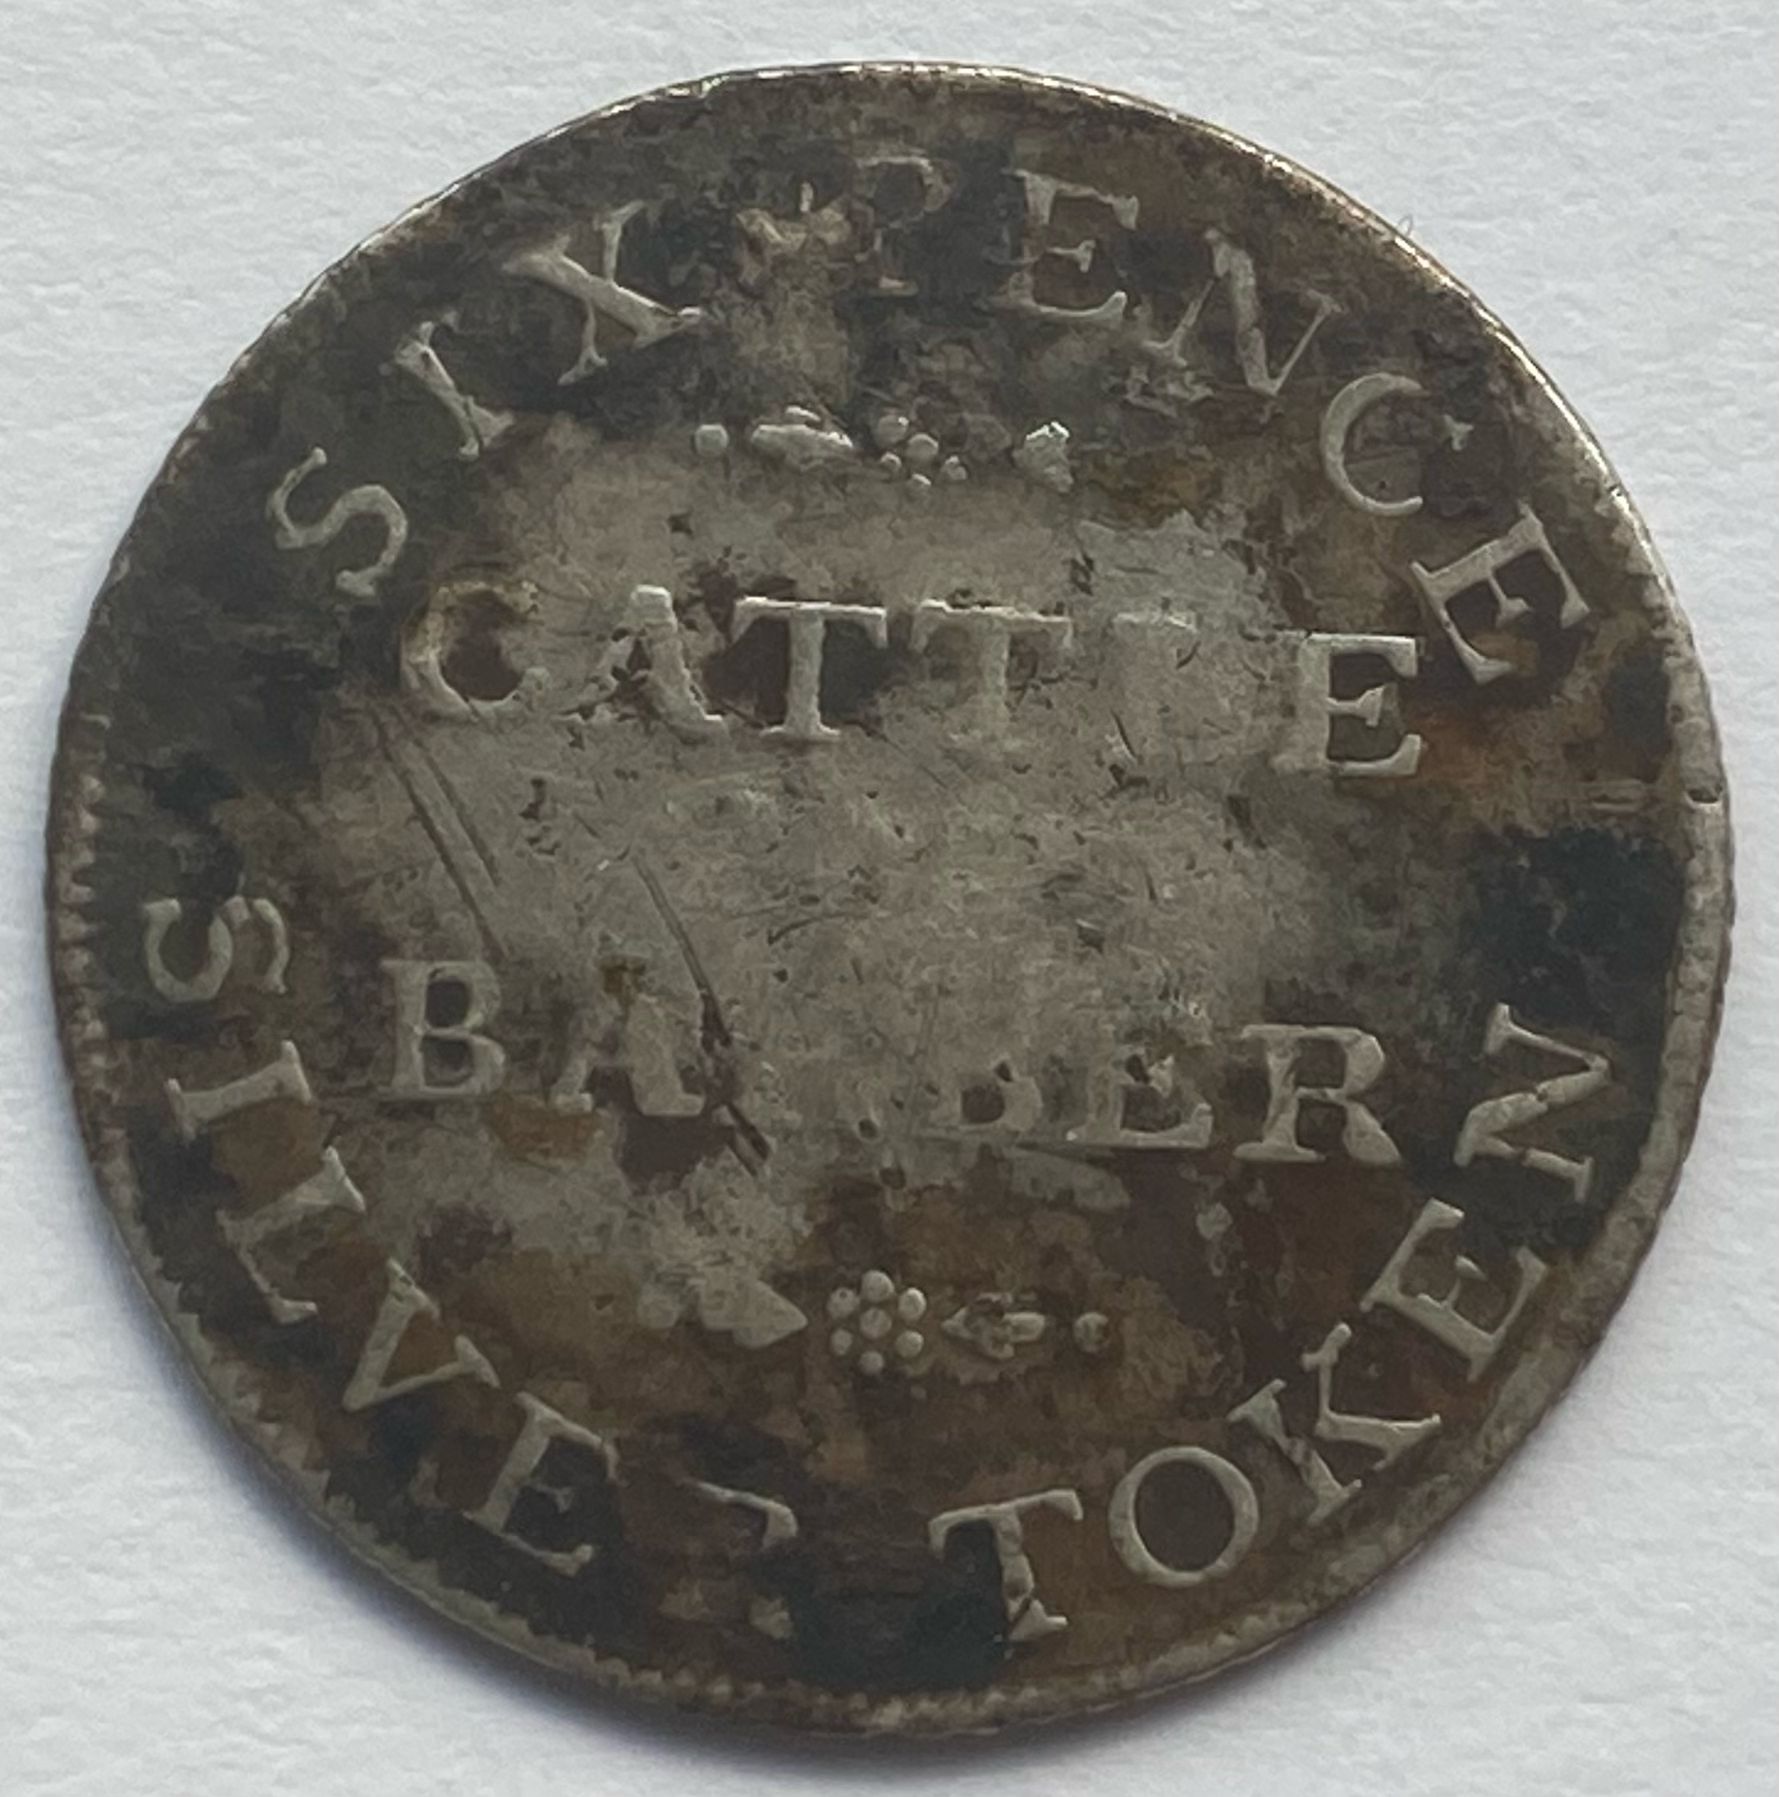 SIX PENCE
CATTLE
BARBER
SILVER TOKEN